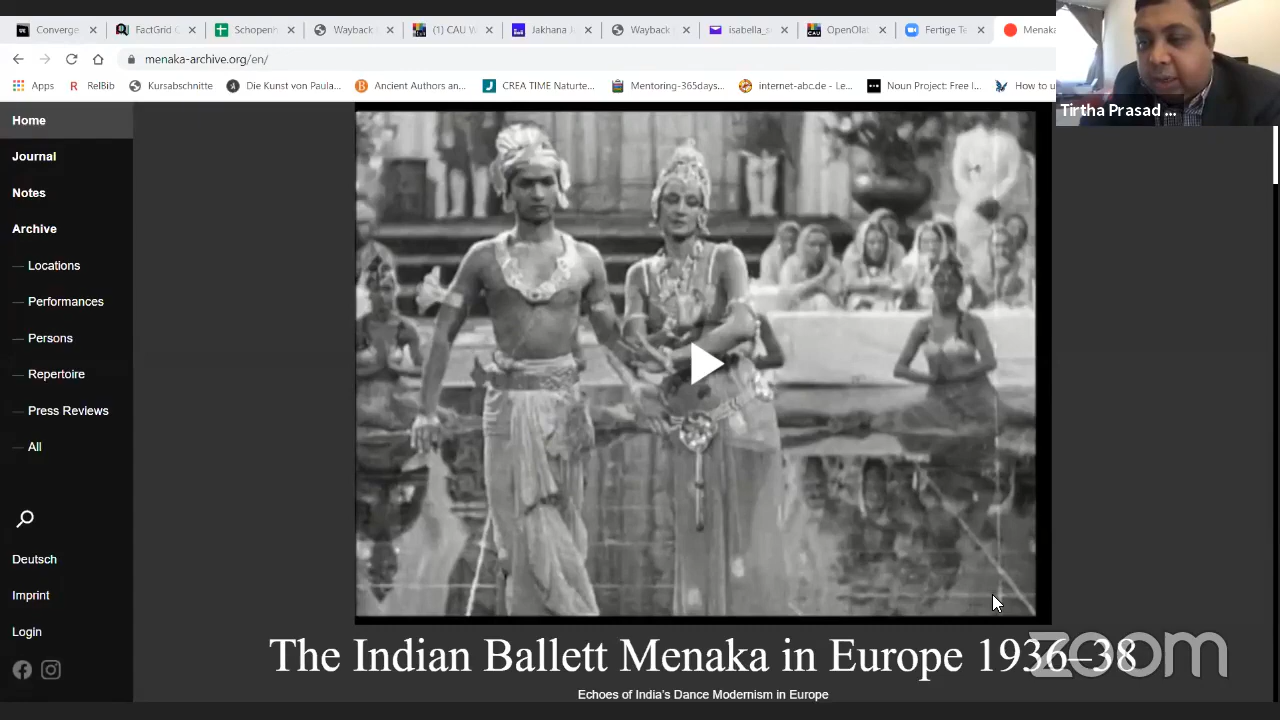 Converge
FactGrid C
Schopenh
Wayback
(1) CAU W
Jakhana J
Wayback
isabella_s
OpenOlat
Fertige Te
Menaka
menaka-archive.org/en/
Apps
RelBib
Kursabschnitte
Die Kunst von Paula...
Ancient Authors an...
CREA TIME Naturte...
Mentoring-365days...
internet-abc.de - Le...
Noun Project: Free I...
How to u
Tirtha Prasad ...
Home
Journal
Notes
Archive
Locations
Performances
Persons
Repertoire
Press Reviews
All
Deutsch
Imprint
Login
The Indian Ballett Menaka in Europe 1936–38
Echoes of India's Dance Modernism in Europe
zoom